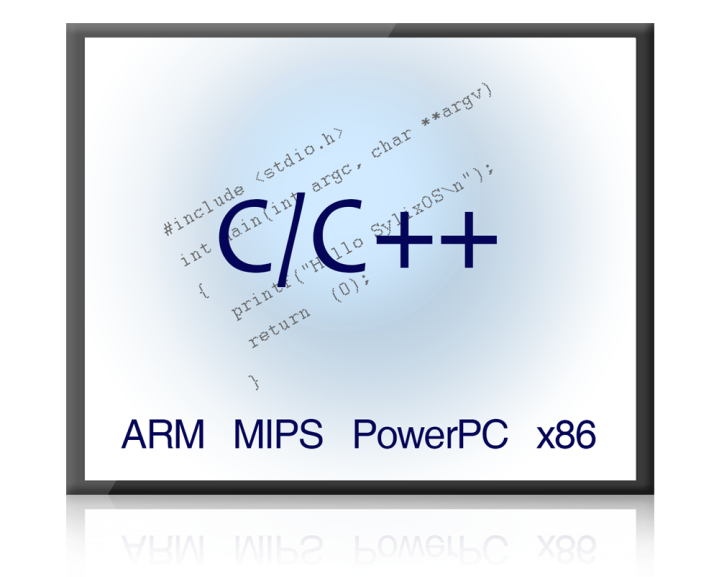 #include <stdio.h>
int main(int argc, char **argv)
{
printf("Hello SylixOS\n");
return (0);
}
C/C++
ARM MIPS PowerPC x86